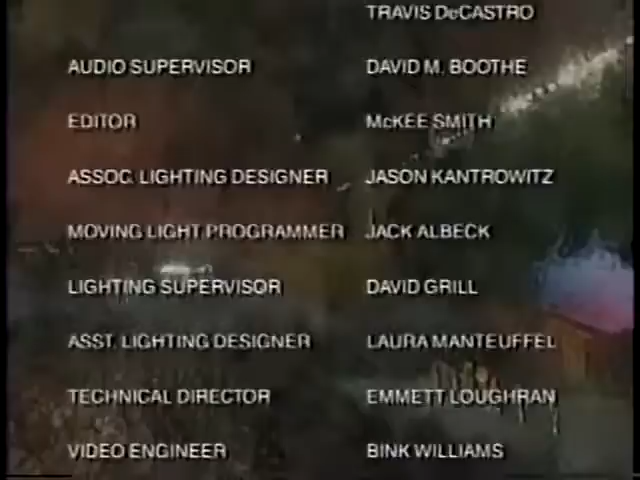 TRAVIS DeCASTRO
AUDIO SUPERVISOR DAVID M. BOOTHE
EDITOR McKEE SMITH
ASSOC. LIGHTING DESIGNER JASON KANTROWITZ
MOVING LIGHT PROGRAMMER JACK ALBECK
LIGHTING SUPERVISOR DAVID GRILL
ASST. LIGHTING DESIGNER LAURA MANTEUFFEL
TECHNICAL DIRECTOR EMMETT LOUGHRAN
VIDEO ENGINEER BINK WILLIAMS